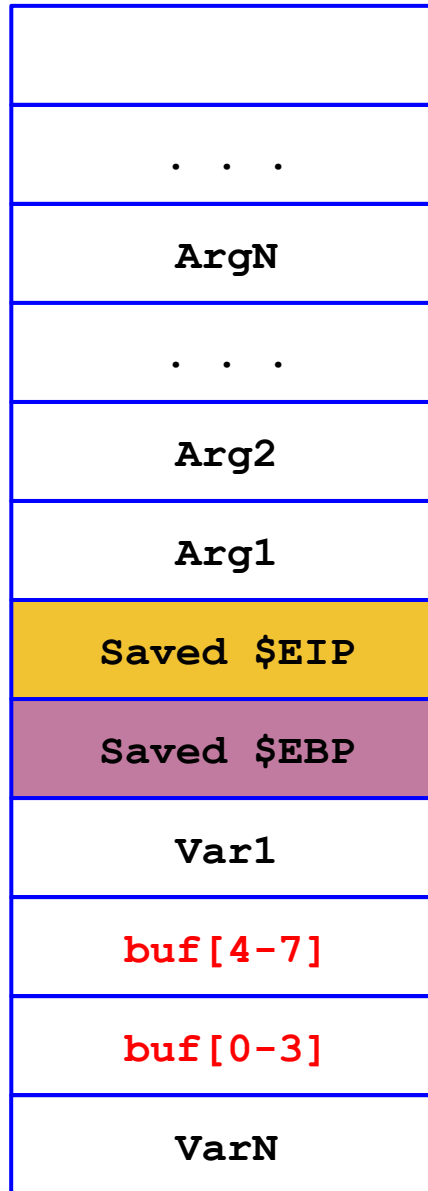 . . .
ArgN
. . .
Arg2
Arg1
Saved $EIP
Saved $EBP
Var1
buf[4-7]
buf[0-3]
VarN